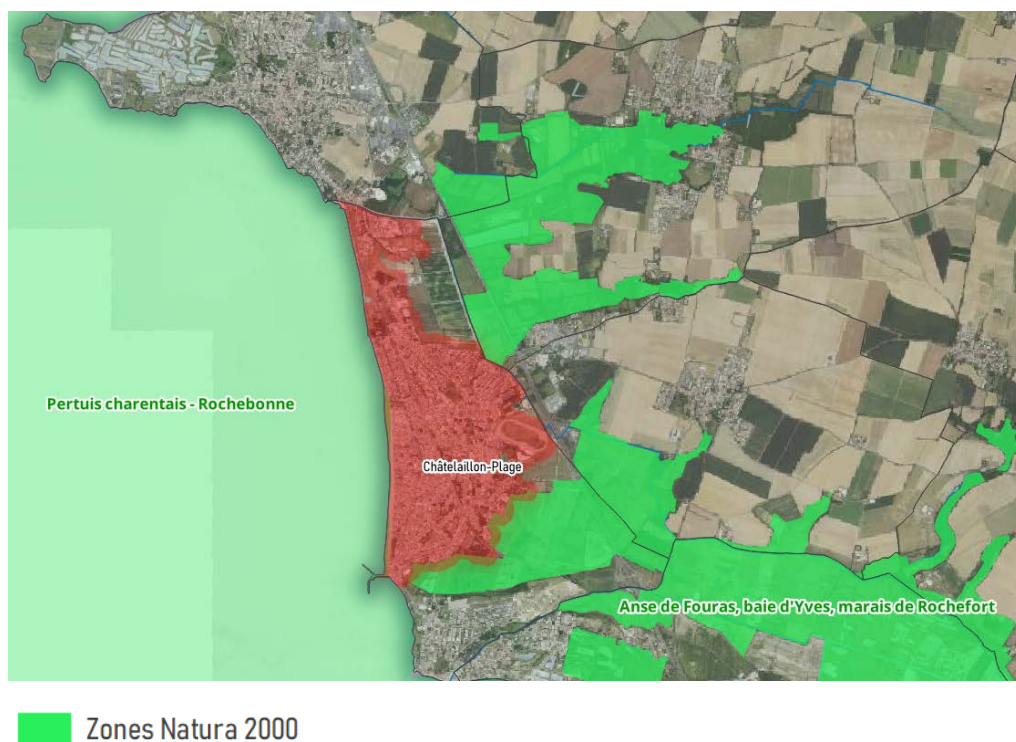 Pertuis charentais - Rochebonne
Châtelaillon-Plage
Anse de Fouras, baie d'Yves, marais de Rochefort
Zones Natura 2000